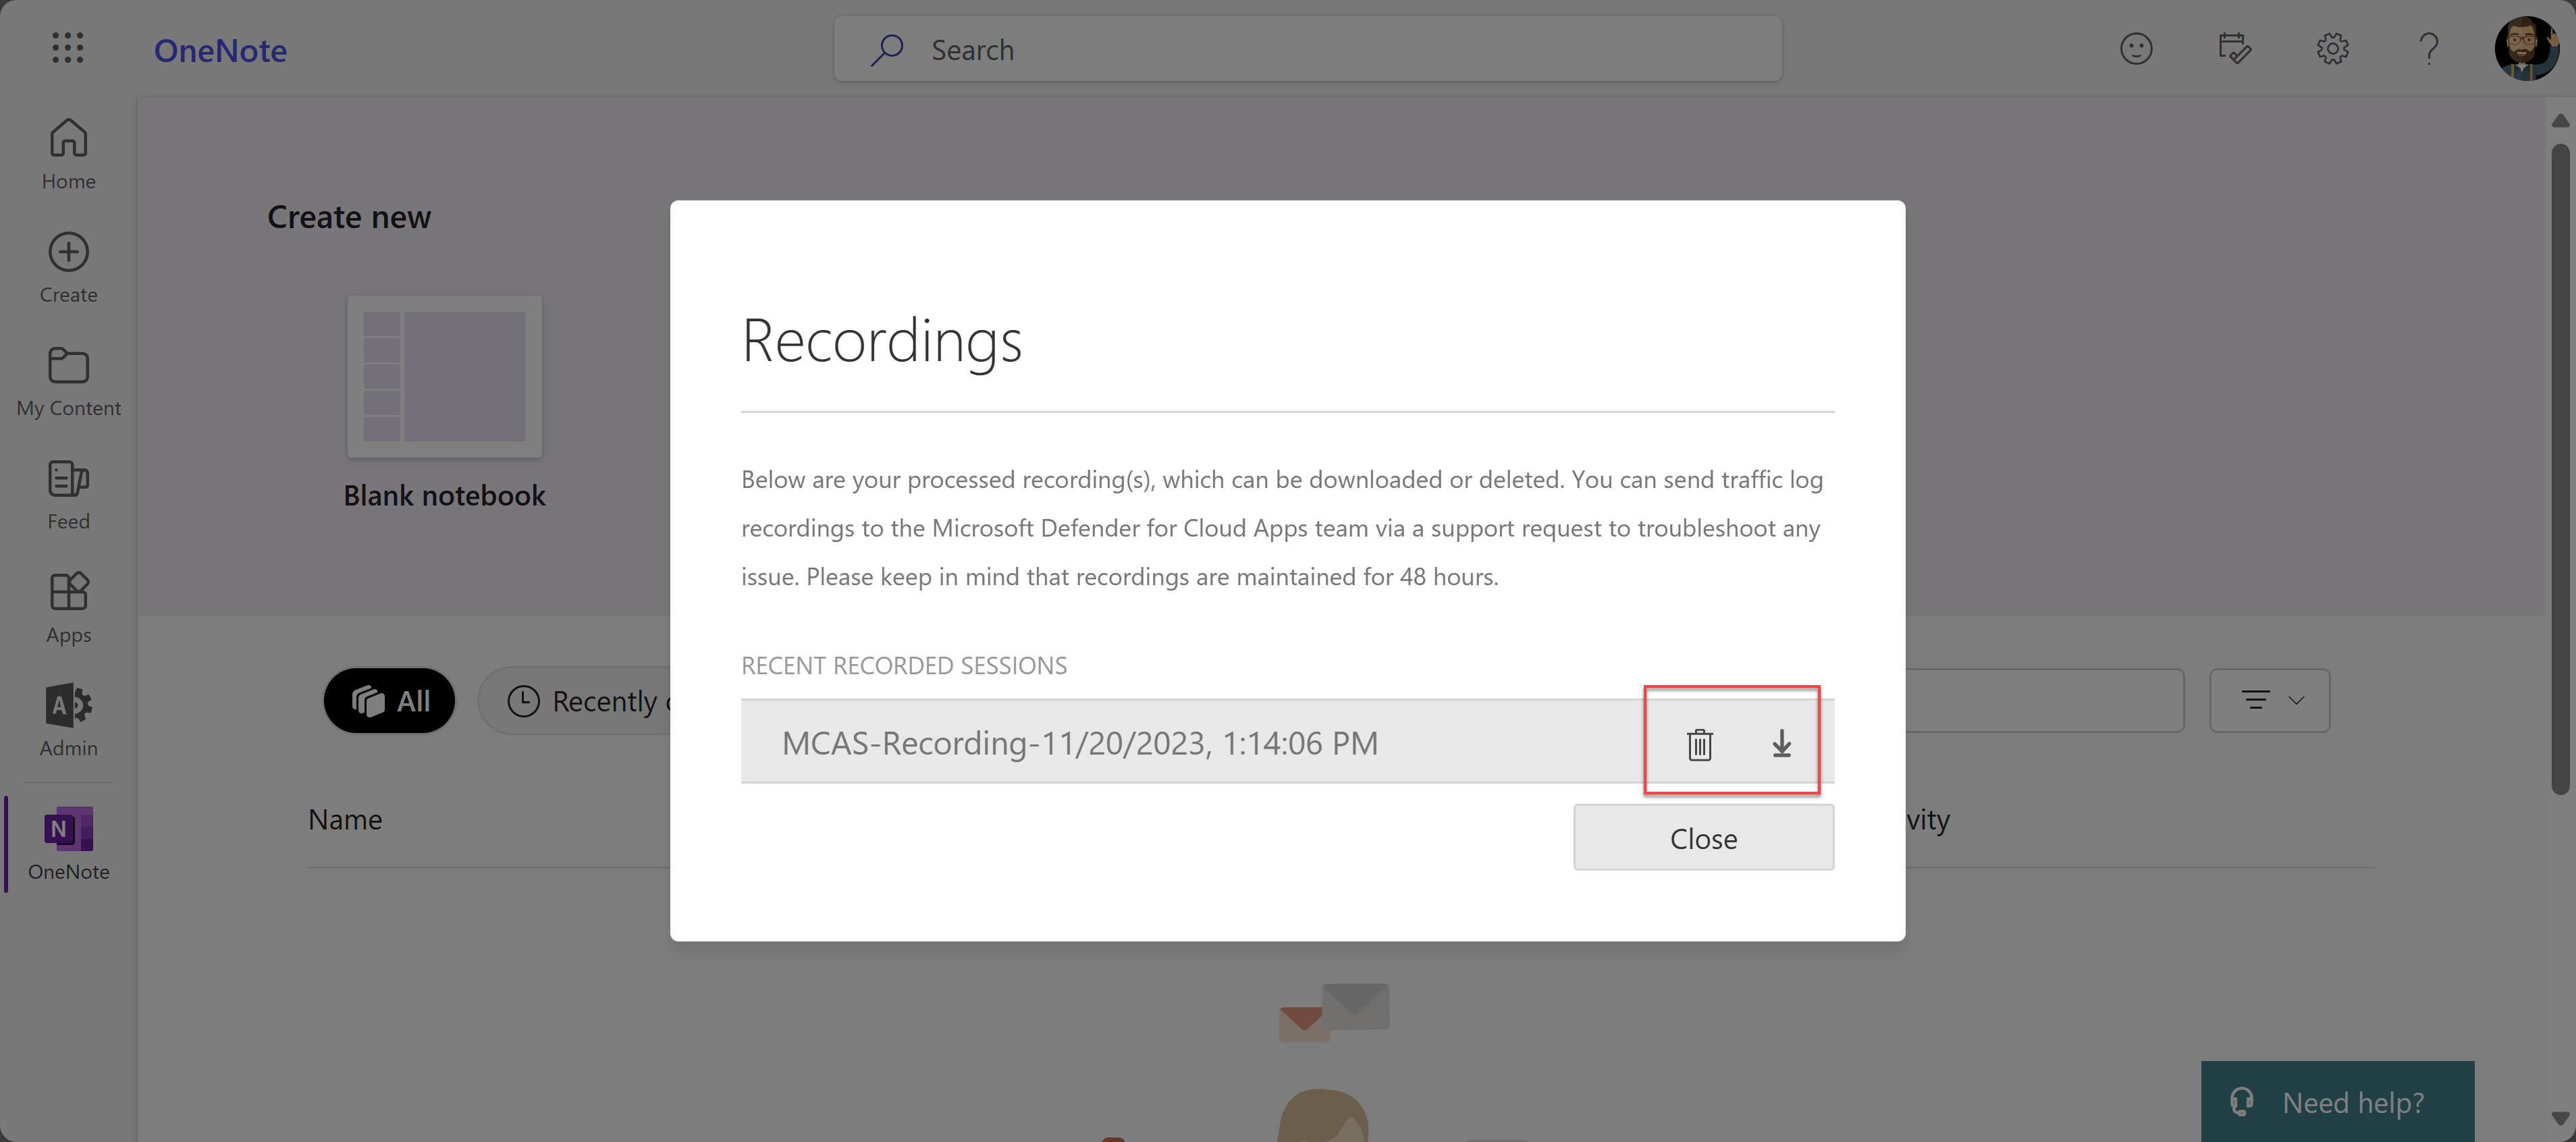 OneNote
Search
Home
Create
My Content
Feed
Apps
Admin
OneNote
Create new
Blank notebook
All
Recently
Name
Recordings
Below are your processed recording(s), which can be downloaded or deleted. You can send traffic log
recordings to the Microsoft Defender for Cloud Apps team via a support request to troubleshoot any
issue. Please keep in mind that recordings are maintained for 48 hours.
RECENT RECORDED SESSIONS
MCAS-Recording-11/20/2023, 1:14:06 PM
Close
Need help?